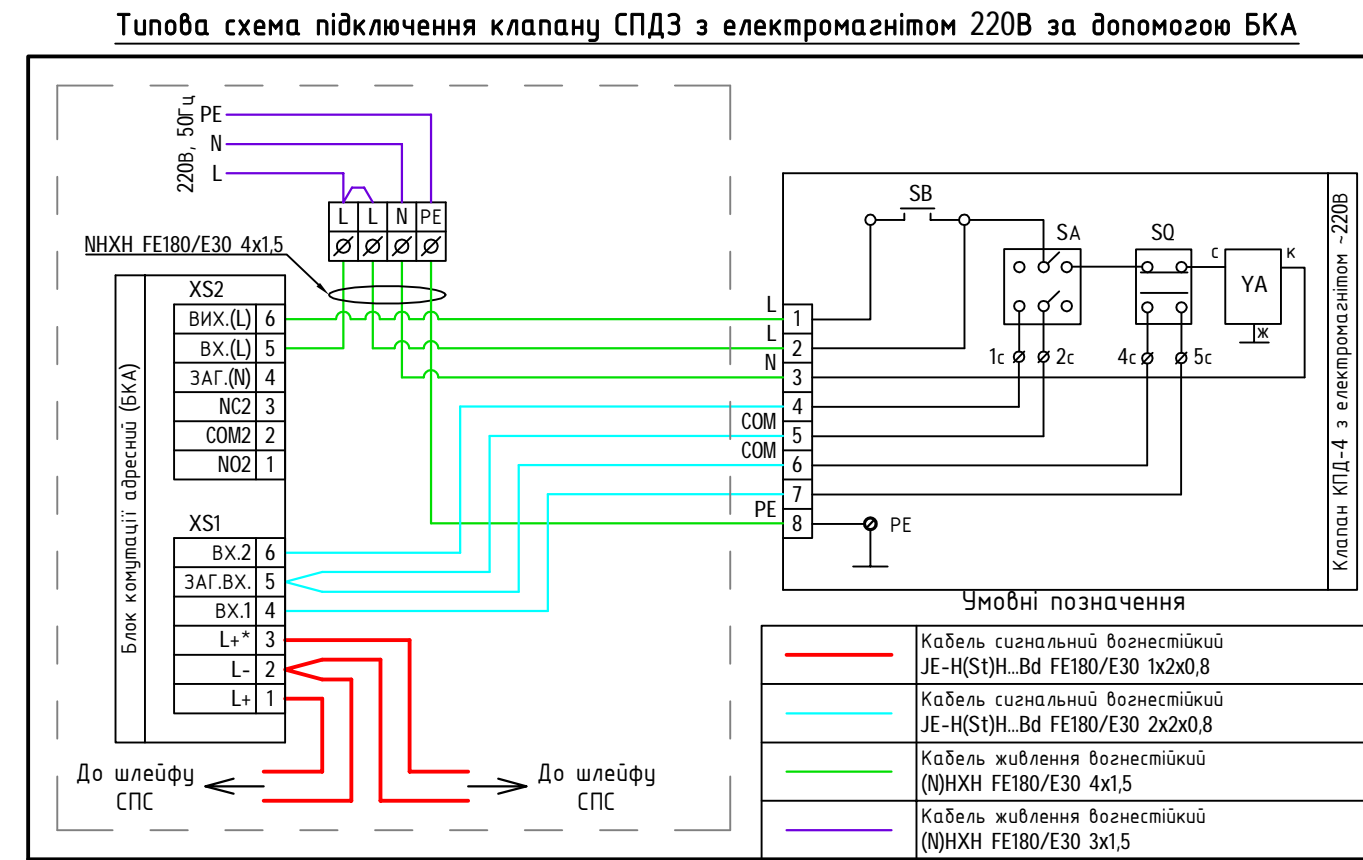 Типова схема підключення клапану СПДЗ з електромагнітом 220В за допомогою БКА
220В, 50Гц
PE
N
L
L L N PE
NHXH FE180/E30 4x1,5
Блок комутації адресний (БКА)
XS2
ВИХ.(L) 6
ВХ.(L) 5
ЗАГ.(N) 4
NC2 3
COM2 2
NO2 1
XS1
ВХ.2 6
ЗАГ.ВХ. 5
ВХ.1 4
L+* 3
L- 2
L+ 1
До шлейфу
СПС
До шлейфу
СПС
L 1
L 2
N 3
4
COM 5
COM 6
7
PE 8
PE
SB
SA
SQ
YA
с
к
ж
1с 2с 4с 5с
Клапан КПД-4 з електромагнітом ~220В
Умовні позначення
Кабель сигнальний вогнестійкий
JE-H(St)H...Bd FE180/E30 1x2x0,8
Кабель сигнальний вогнестійкий
JE-H(St)H...Bd FE180/E30 2x2x0,8
Кабель живлення вогнестійкий
(N)HXH FE180/E30 4x1,5
Кабель живлення вогнестійкий
(N)HXH FE180/E30 3x1,5